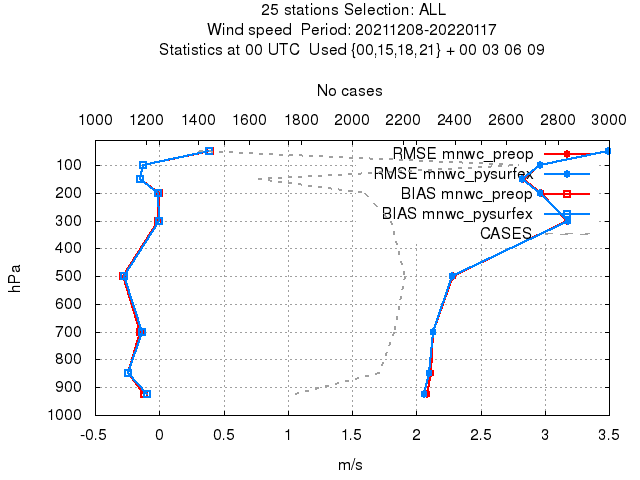 25 stations Selection: ALL
Wind speed  Period: 20211208-20220117
Statistics at 00 UTC  Used {00,15,18,21} + 00 03 06 09
No cases
1000 1200 1400 1600 1800 2000 2200 2400 2600 2800 3000
RMSE mnwc_preop
RMSE mnwc_pysurfex
BIAS mnwc_preop
BIAS mnwc_pysurfex
CASES
100
200
300
400
500
600
700
800
900
1000
hPa
-0.5 0 0.5 1 1.5 2 2.5 3 3.5
m/s